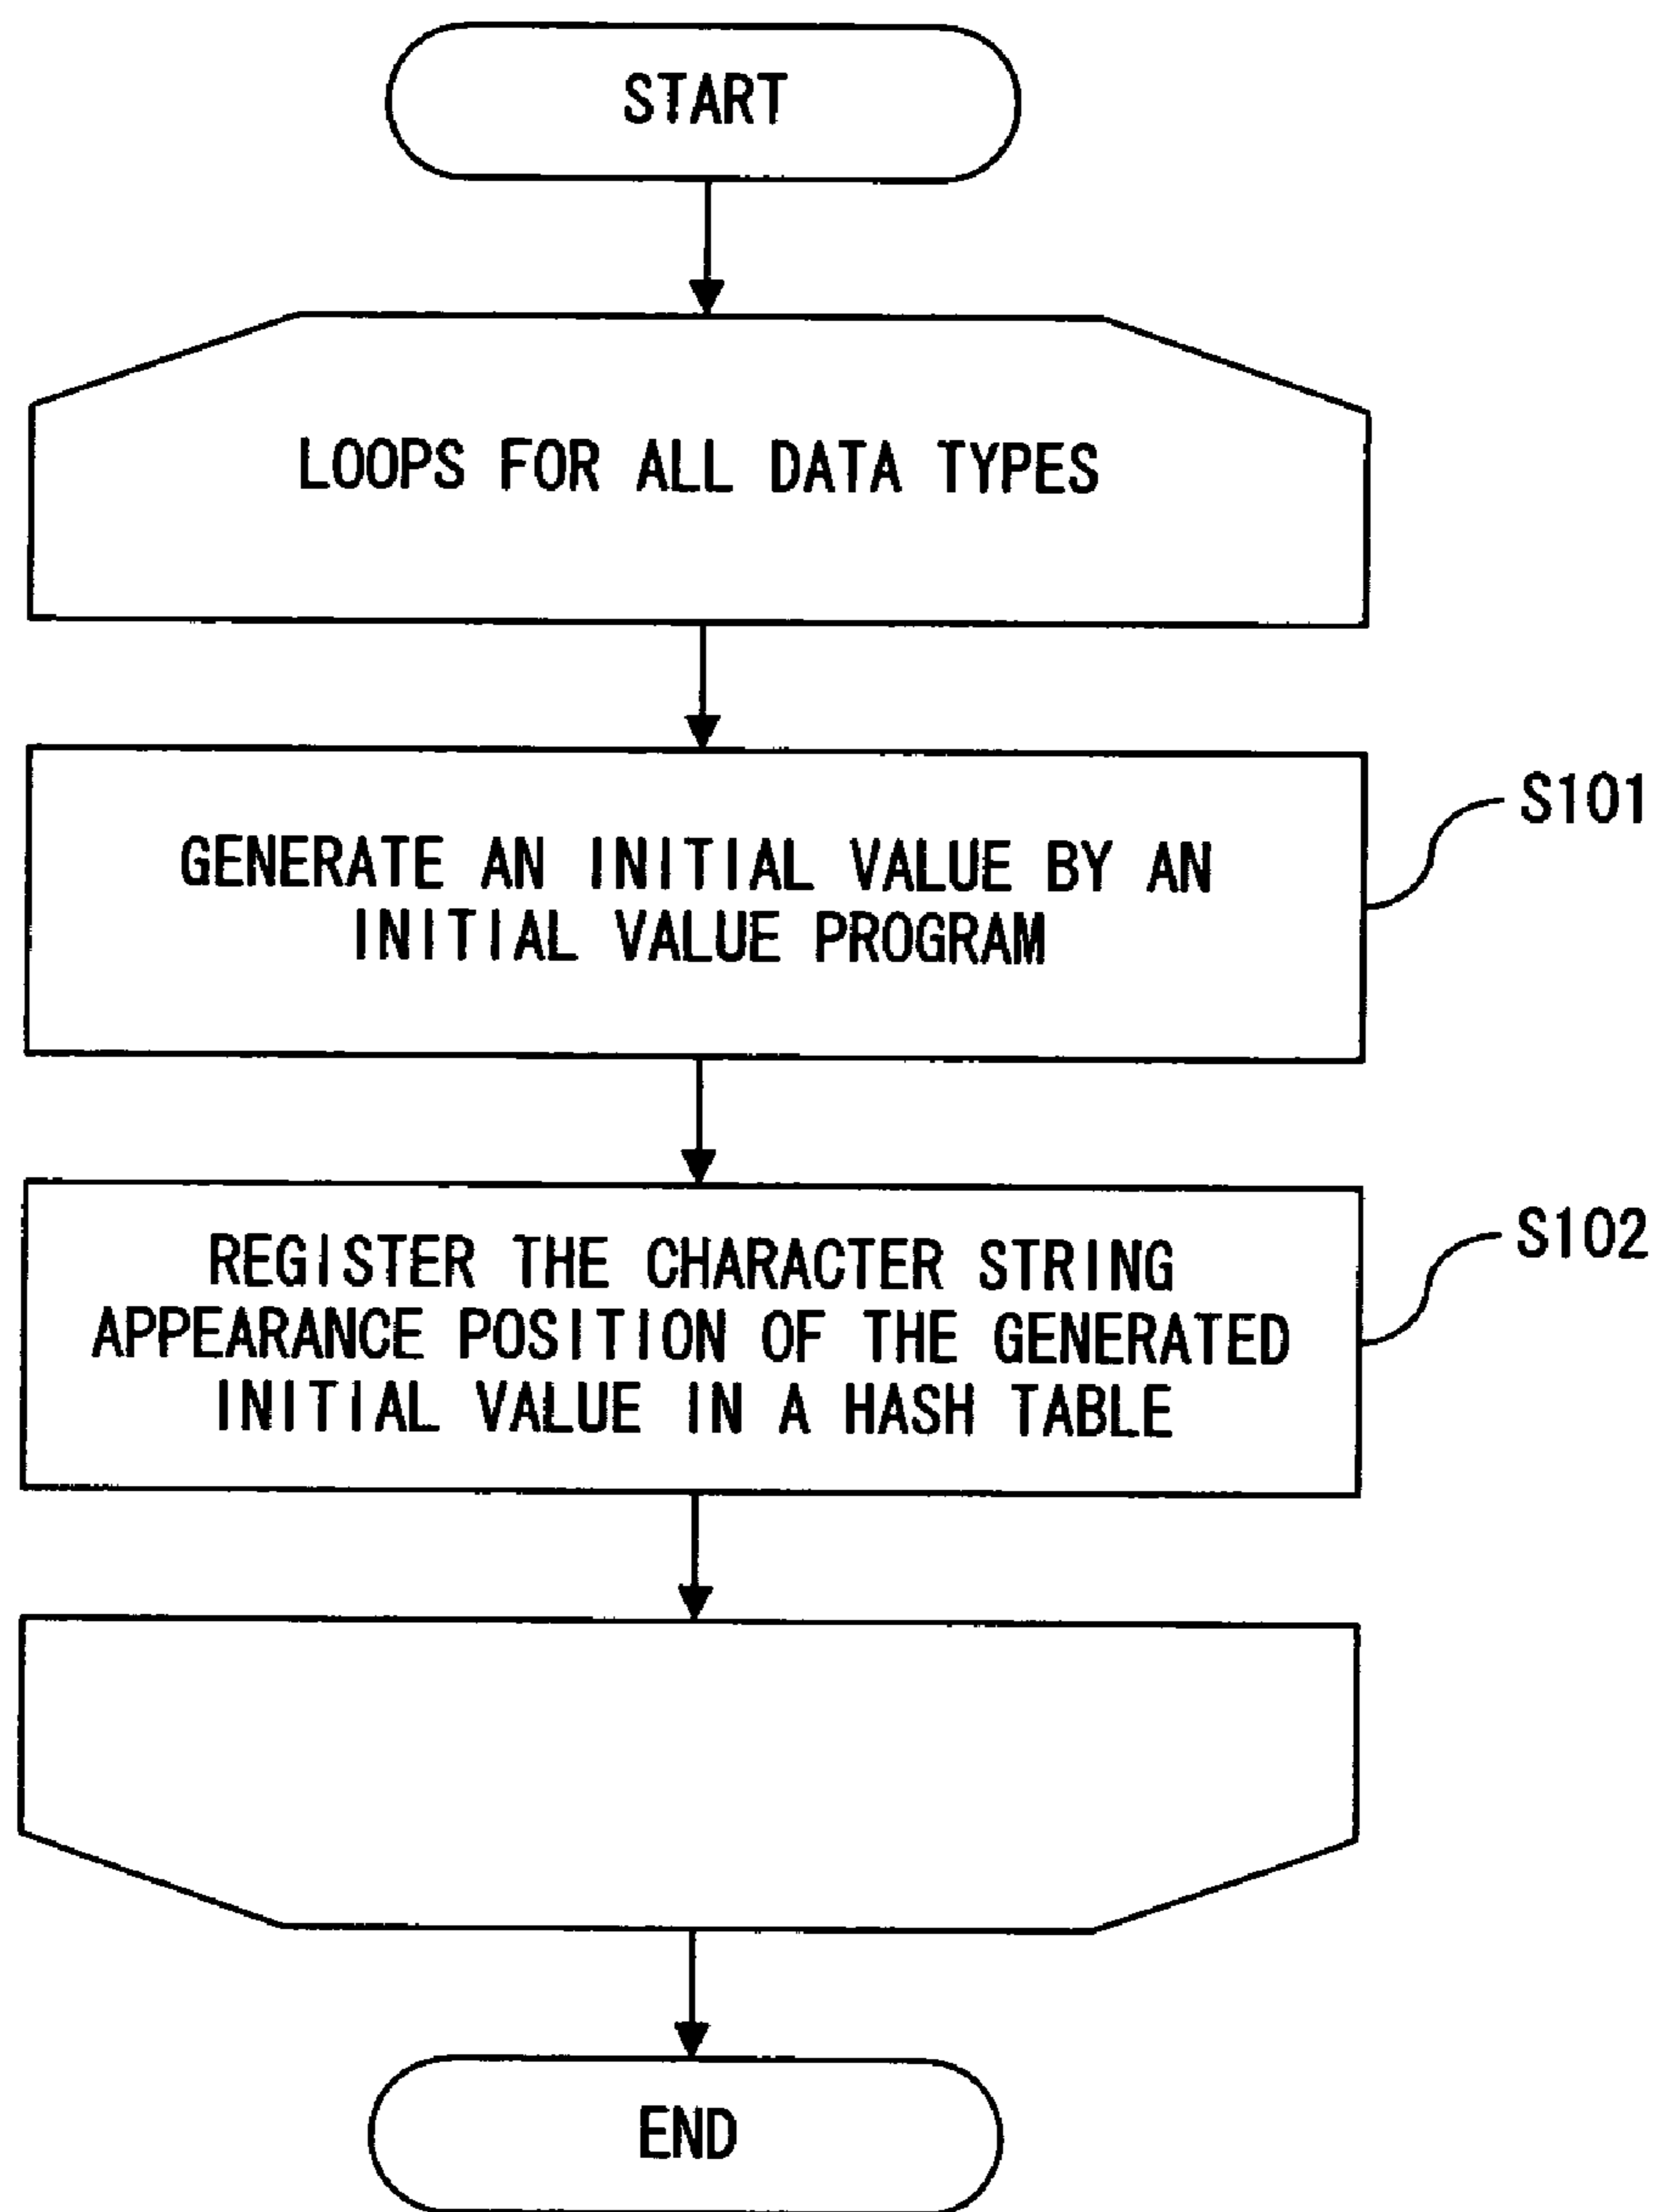 START
LOOPS FOR ALL DATA TYPES
GENERATE AN INITIAL VALUE BY AN
INITIAL VALUE PROGRAM
S101
REGISTER THE CHARACTER STRING
APPEARANCE POSITION OF THE GENERATED
INITIAL VALUE IN A HASH TABLE
S102
END